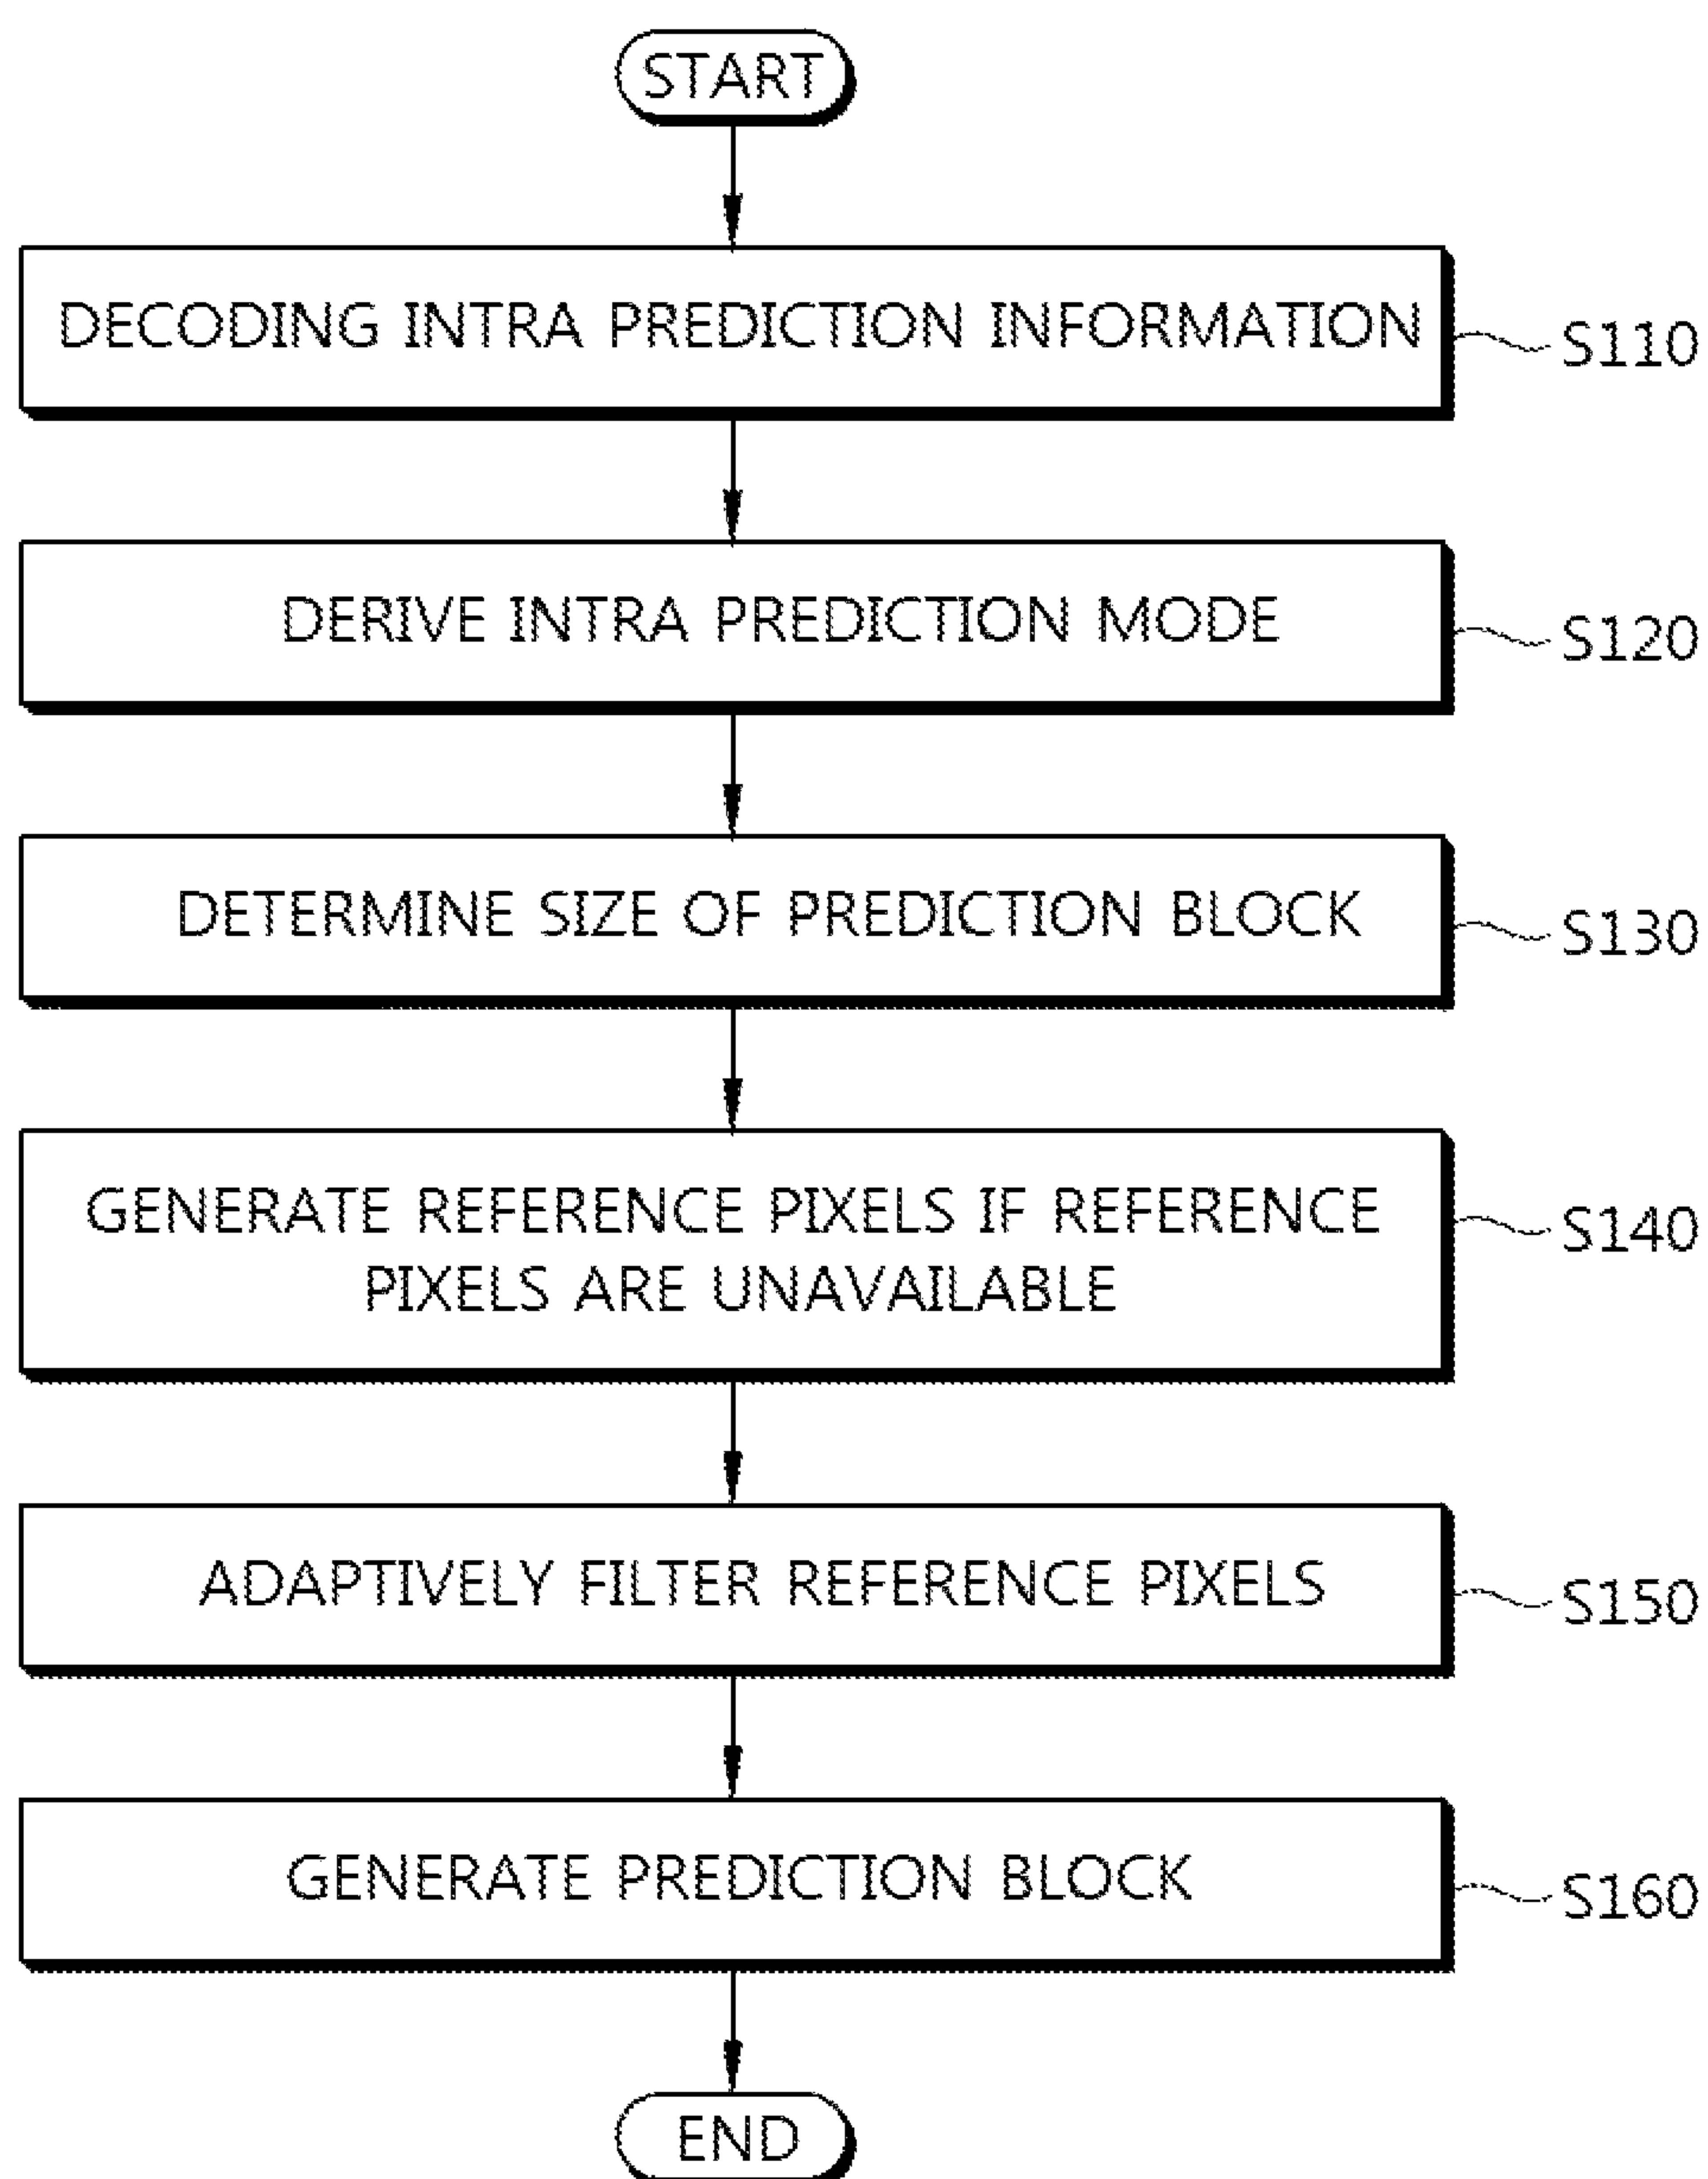 START
DECODING INTRA PREDICTION INFORMATION
S110
DERIVE INTRA PREDICTION MODE
S120
DETERMINE SIZE OF PREDICTION BLOCK
S130
GENERATE REFERENCE PIXELS IF REFERENCE
PIXELS ARE UNAVAILABLE
S140
ADAPTIVELY FILTER REFERENCE PIXELS
S150
GENERATE PREDICTION BLOCK
S160
END